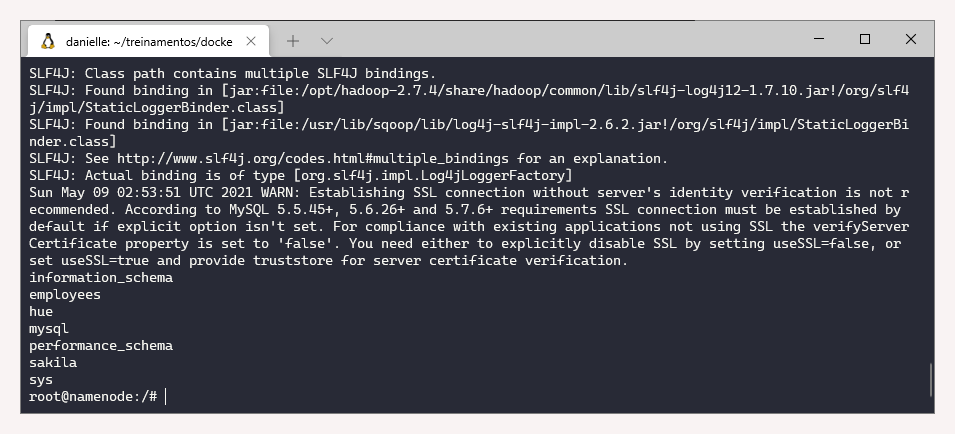 danielle: ~/treinamentos/docke
SLF4J: Class path contains multiple SLF4J bindings.
SLF4J: Found binding in [jar:file:/opt/hadoop-2.7.4/share/hadoop/common/lib/slf4j-log4j12-1.7.10.jar!/org/slf4
j/impl/StaticLoggerBinder.class]
SLF4J: Found binding in [jar:file:/usr/lib/sqoop/lib/log4j-slf4j-impl-2.6.2.jar!/org/slf4j/impl/StaticLoggerBi
nder.class]
SLF4J: See http://www.slf4j.org/codes.html#multiple_bindings for an explanation.
SLF4J: Actual binding is of type [org.slf4j.impl.Log4jLoggerFactory]
Sun May 09 02:53:51 UTC 2021 WARN: Establishing SSL connection without server's identity verification is not r
ecommended. According to MySQL 5.5.45+, 5.6.26+ and 5.7.6+ requirements SSL connection must be established by
default if explicit option isn't set. For compliance with existing applications not using SSL the verifyServer
Certificate property is set to 'false'. You need either to explicitly disable SSL by setting useSSL=false, or
set useSSL=true and provide truststore for server certificate verification.
information_schema
employees
hue
mysql
performance_schema
sakila
sys
root@namenode:/#